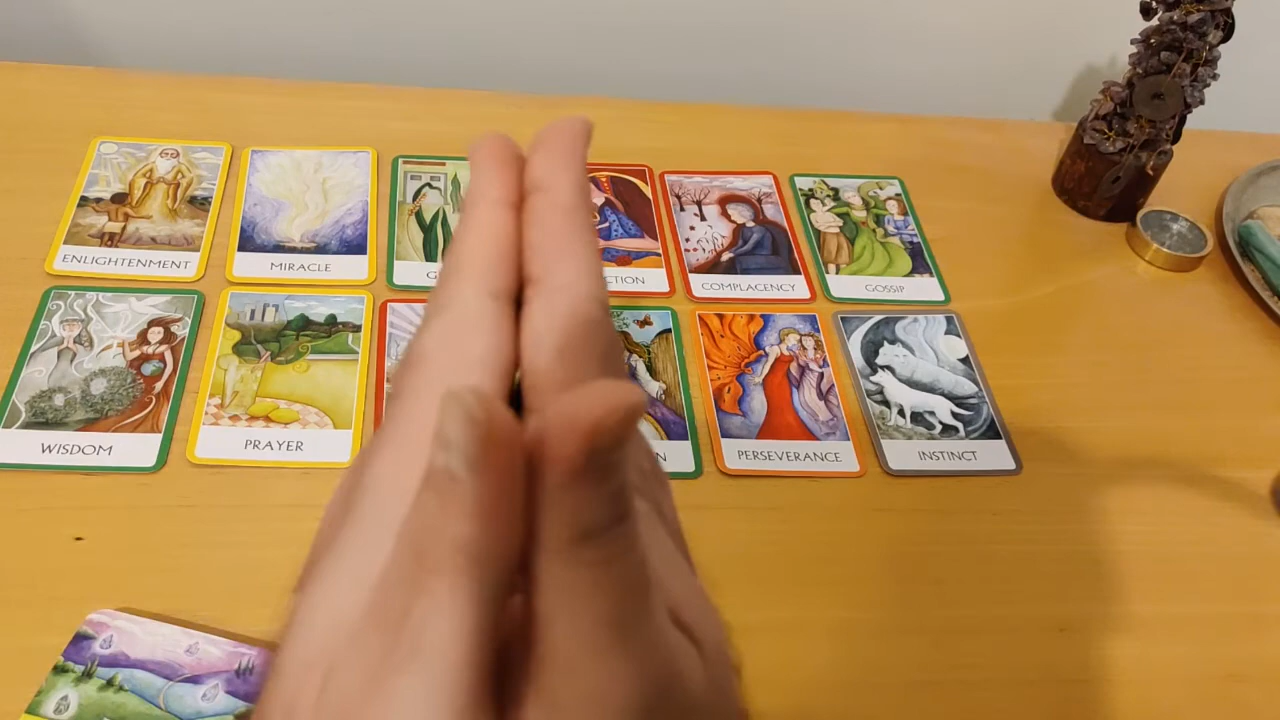 ENLIGHTENMENT
MIRACLE
COMPLACENCY
GOSSIP
WISDOM
PRAYER
PERSEVERANCE
INSTINCT